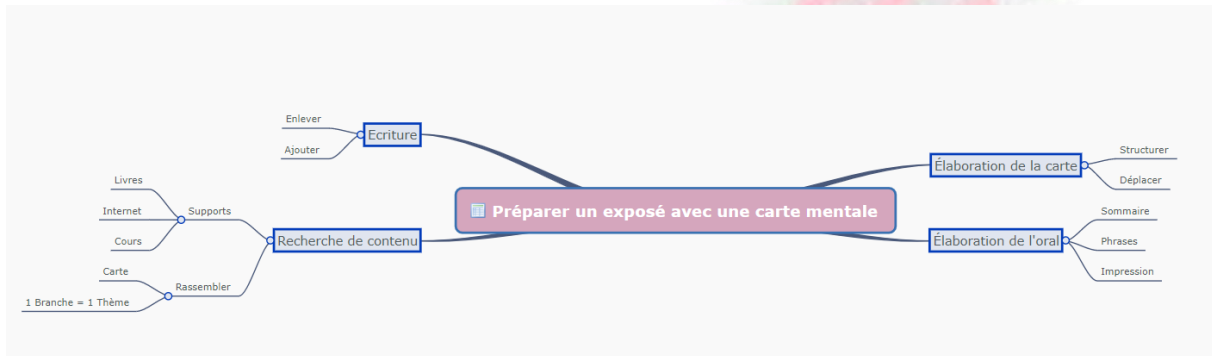 Préparer un exposé avec une carte mentale
Ecriture
Enlever
Ajouter
Recherche de contenu
Supports
Livres
Internet
Cours
Rassembler
Carte
1 Branche = 1 Thème
Élaboration de la carte
Structurer
Déplacer
Élaboration de l'oral
Sommaire
Phrases
Impression